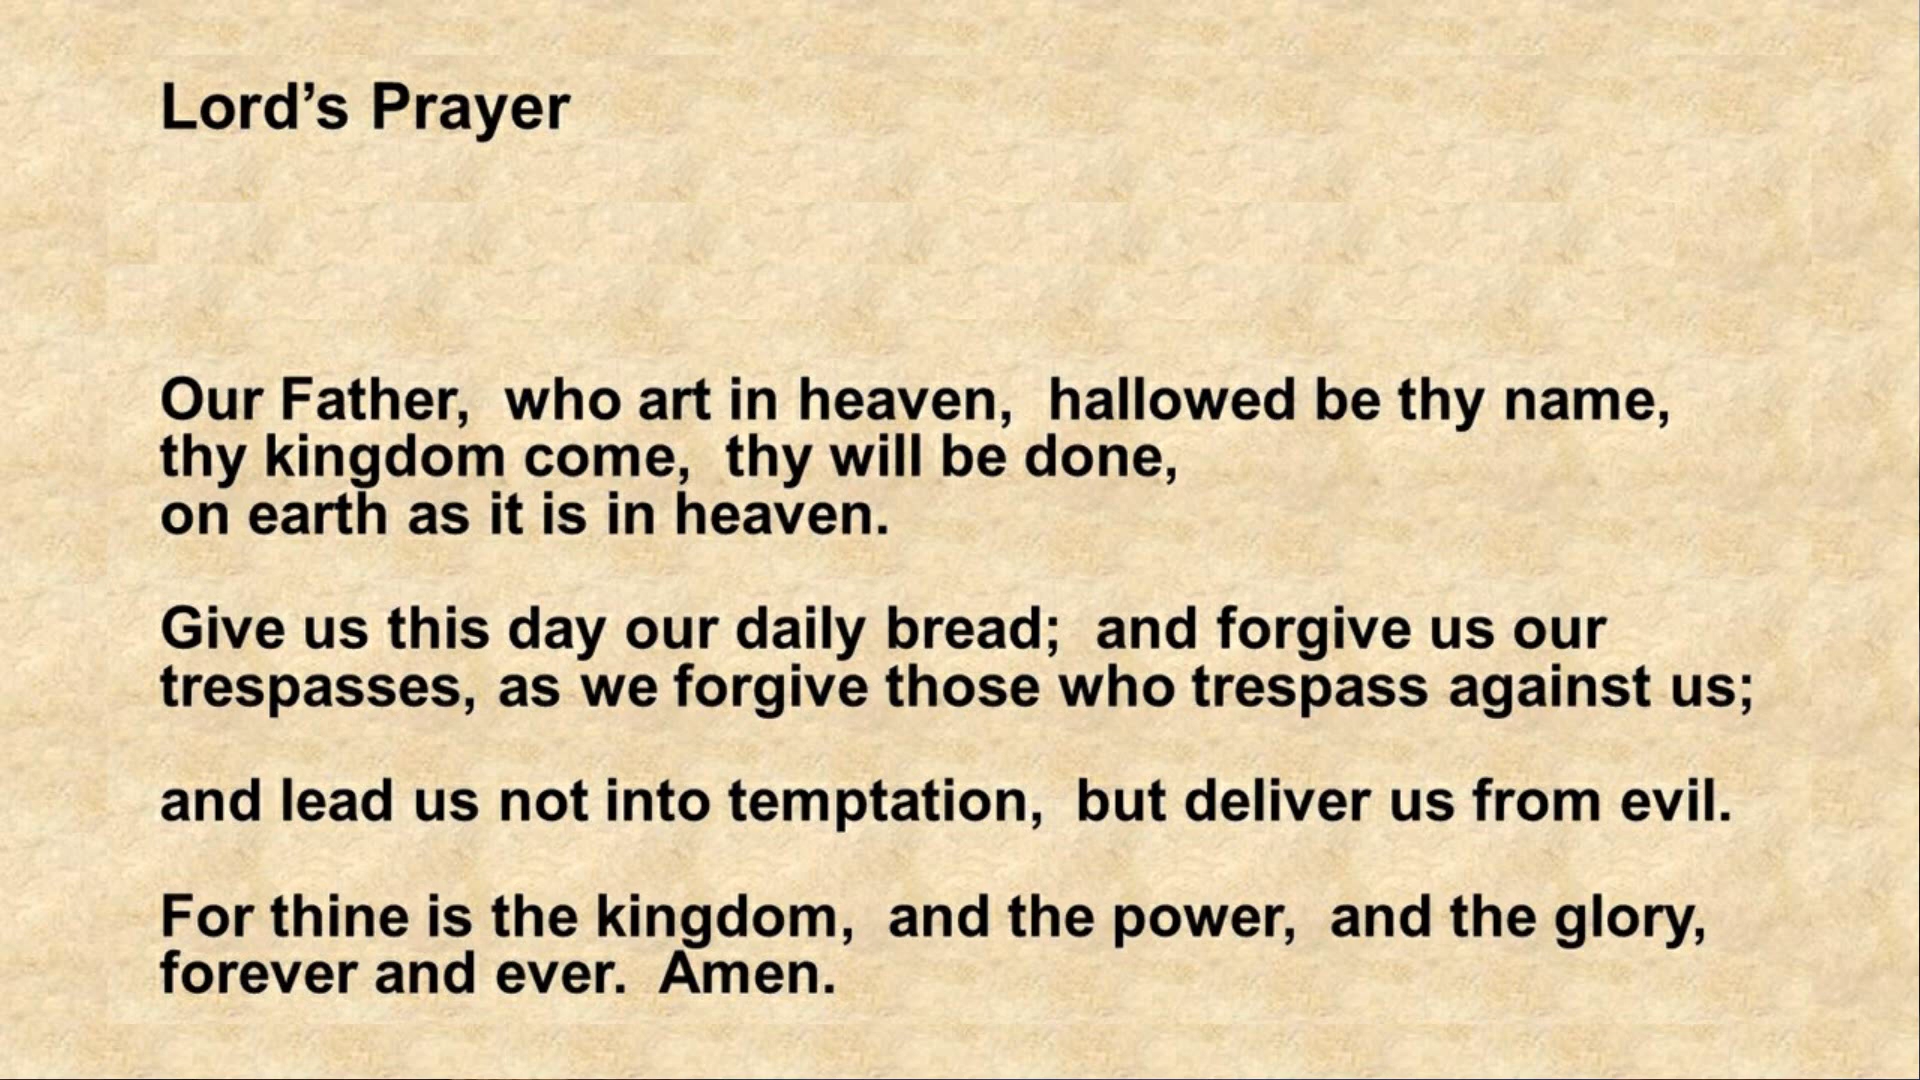 Lord’s Prayer
Our Father,  who art in heaven,  hallowed be thy name,
thy kingdom come,  thy will be done,
on earth as it is in heaven.
Give us this day our daily bread;  and forgive us our
trespasses, as we forgive those who trespass against us;
and lead us not into temptation,  but deliver us from evil.
For thine is the kingdom,  and the power,  and the glory,
forever and ever.  Amen.